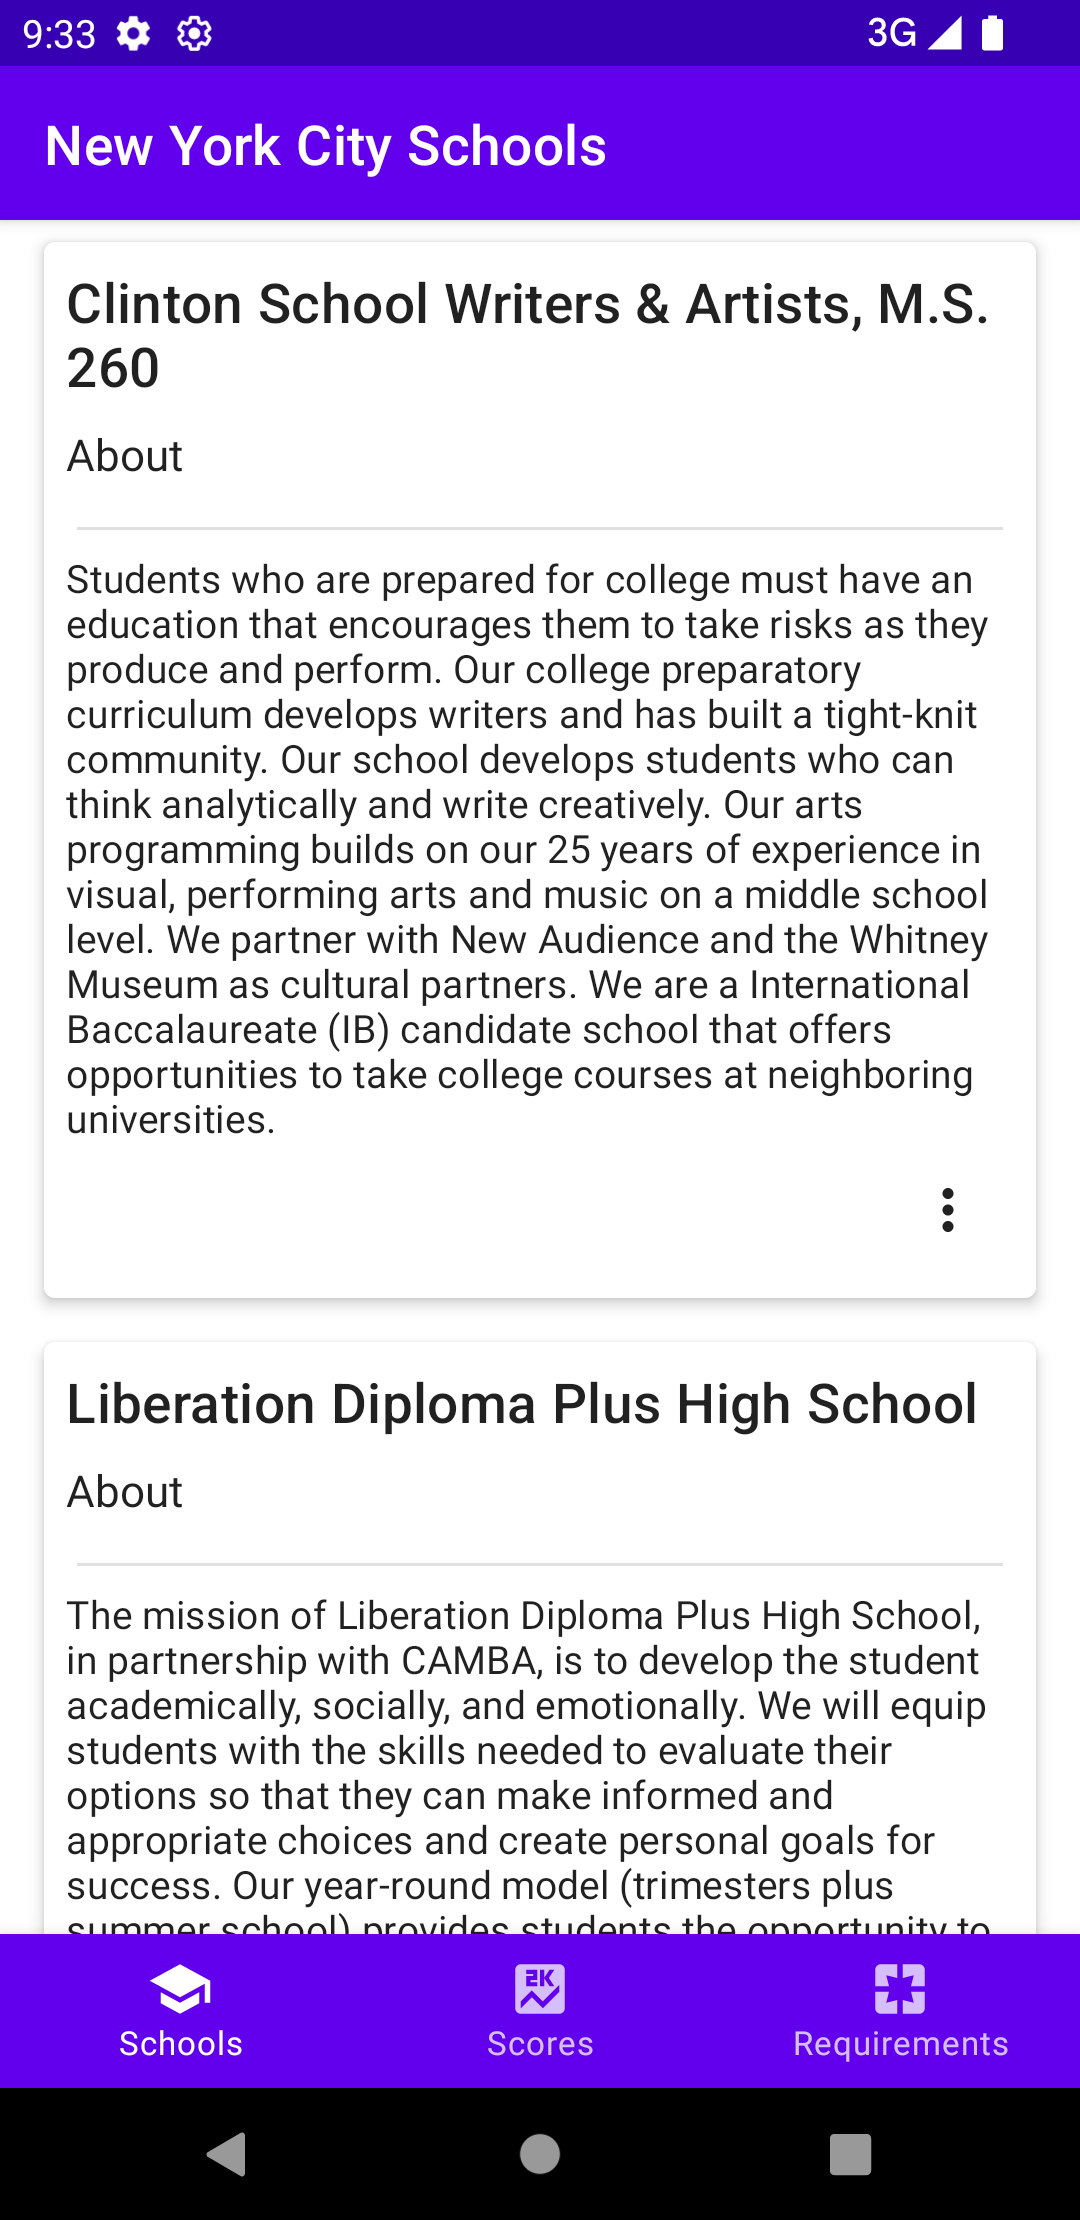 9:33
3G
New York City Schools
Clinton School Writers & Artists, M.S.
260
About
Students who are prepared for college must have an
education that encourages them to take risks as they
produce and perform. Our college preparatory
curriculum develops writers and has built a tight-knit
community. Our school develops students who can
think analytically and write creatively. Our arts
programming builds on our 25 years of experience in
visual, performing arts and music on a middle school
level. We partner with New Audience and the Whitney
Museum as cultural partners. We are a International
Baccalaureate (IB) candidate school that offers
opportunities to take college courses at neighboring
universities.
Liberation Diploma Plus High School
About
The mission of Liberation Diploma Plus High School,
in partnership with CAMBA, is to develop the student
academically, socially, and emotionally. We will equip
students with the skills needed to evaluate their
options so that they can make informed and
appropriate choices and create personal goals for
success. Our year-round model (trimesters plus
summer school) provides students the opportunity to
2K
Schools
Scores
Requirements